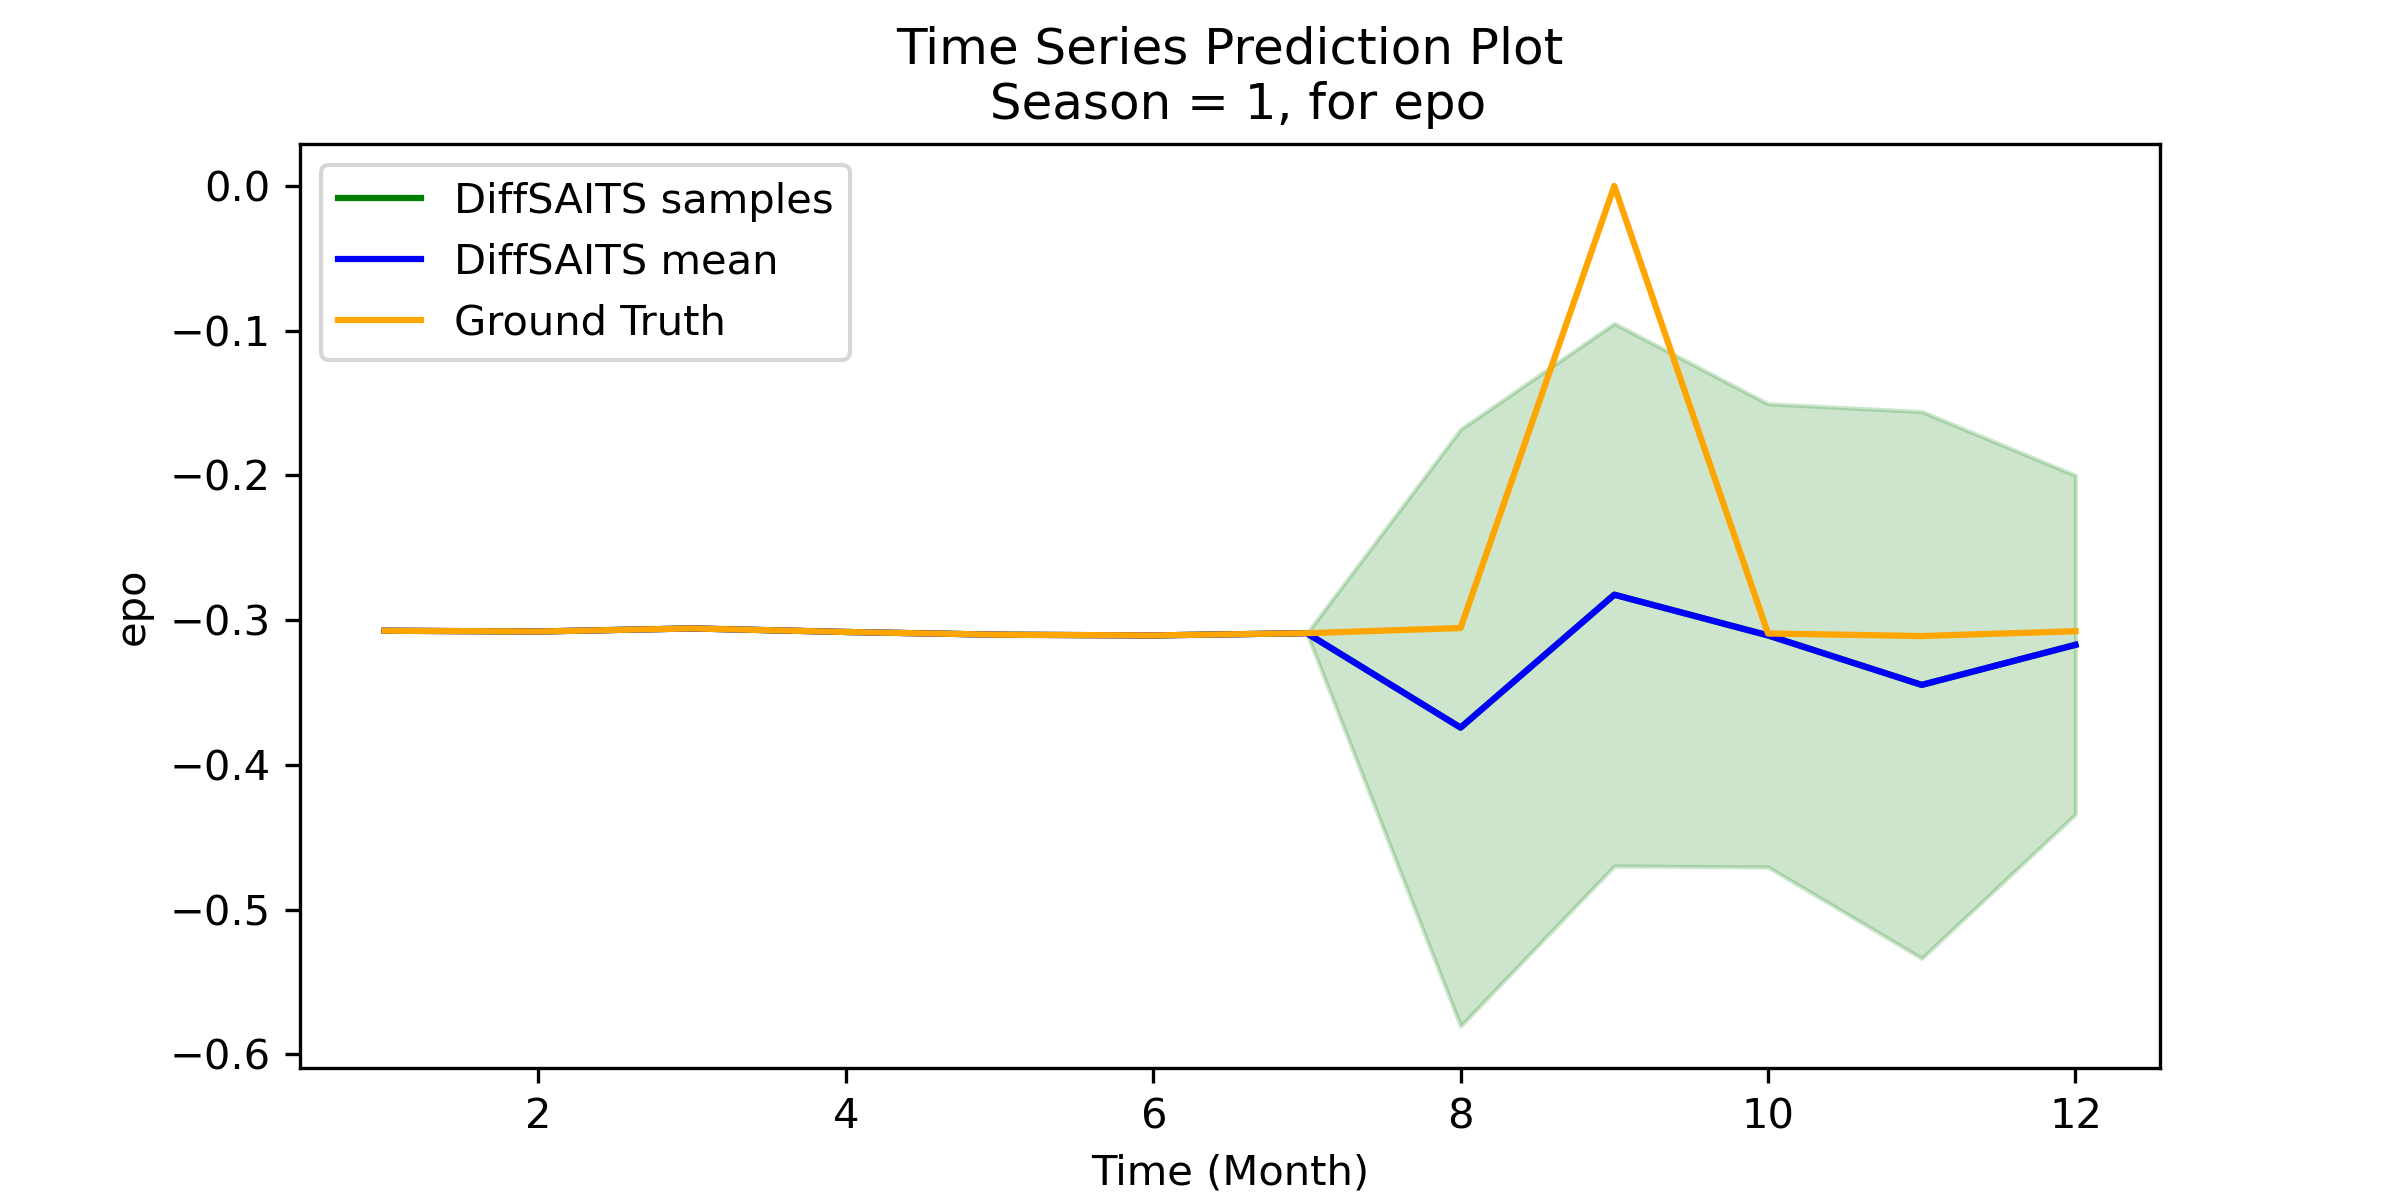 Time Series Prediction Plot
Season = 1, for epo
DiffSAITS samples
DiffSAITS mean
Ground Truth
0.0
−0.1
−0.2
−0.3
−0.4
−0.5
−0.6
epo
2
4
6
8
10
12
Time (Month)